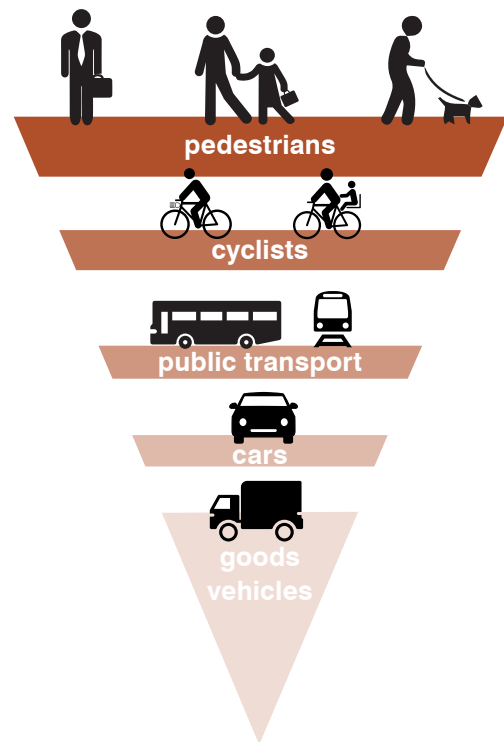 pedestrians
cyclists
public transport
cars
goods
vehicles